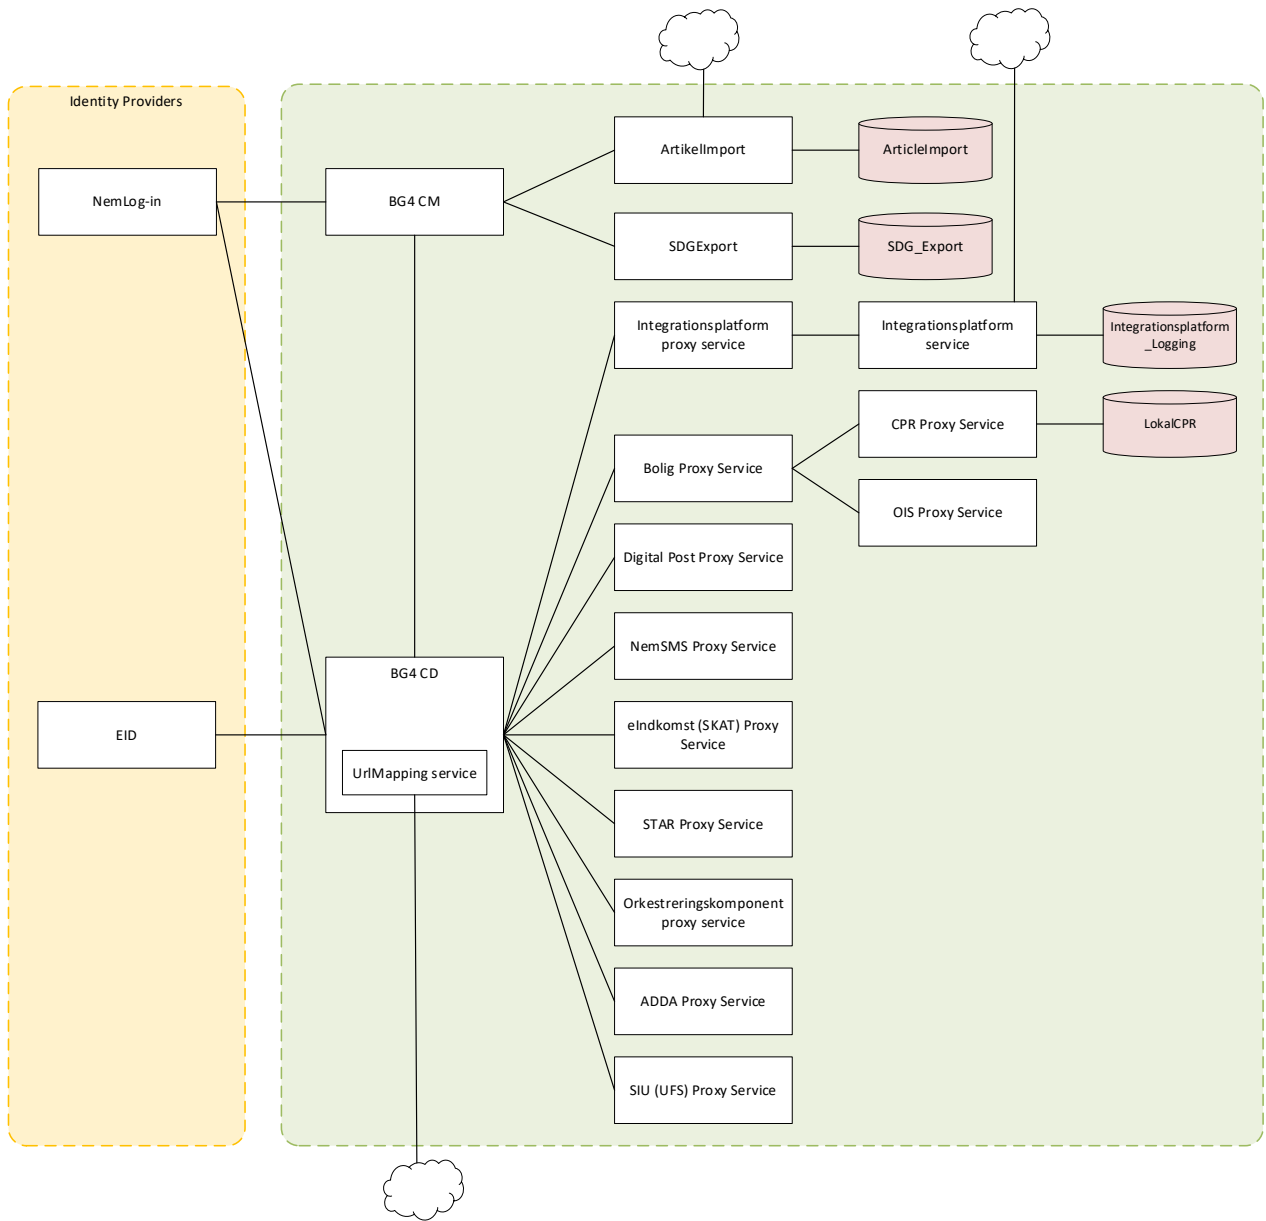 Identity Providers
NemLog-in
EID
BG4 CM
BG4 CD
UrlMapping service
ArtikelImport
ArticleImport
SDGExport
SDG_Export
Integrationsplatform
proxy service
Integrationsplatform
service
Integrationsplatform
_Logging
CPR Proxy Service
LokalCPR
Bolig Proxy Service
OIS Proxy Service
Digital Post Proxy Service
NemSMS Proxy Service
eIndkomst (SKAT) Proxy
Service
STAR Proxy Service
Orkestreringskomponent
proxy service
ADDA Proxy Service
SIU (UFS) Proxy Service